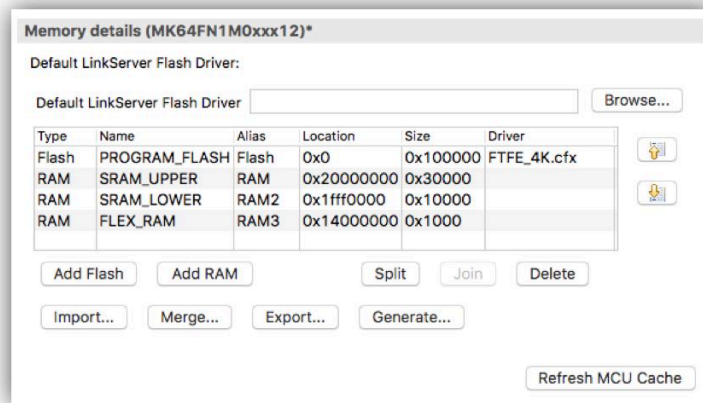 Memory details (MK64FN1M0xxx12)*
Default LinkServer Flash Driver:
Default LinkServer Flash Driver Browse...
Type Name Alias Location Size Driver
Flash PROGRAM_FLASH Flash 0x0 0x100000 FTFE_4K.cfx
RAM SRAM_UPPER RAM 0x20000000 0x30000
RAM SRAM_LOWER RAM2 0x1fff0000 0x10000
RAM FLEX_RAM RAM3 0x14000000 0x1000
Add Flash Add RAM Split Join Delete
Import... Merge... Export... Generate...
Refresh MCU Cache